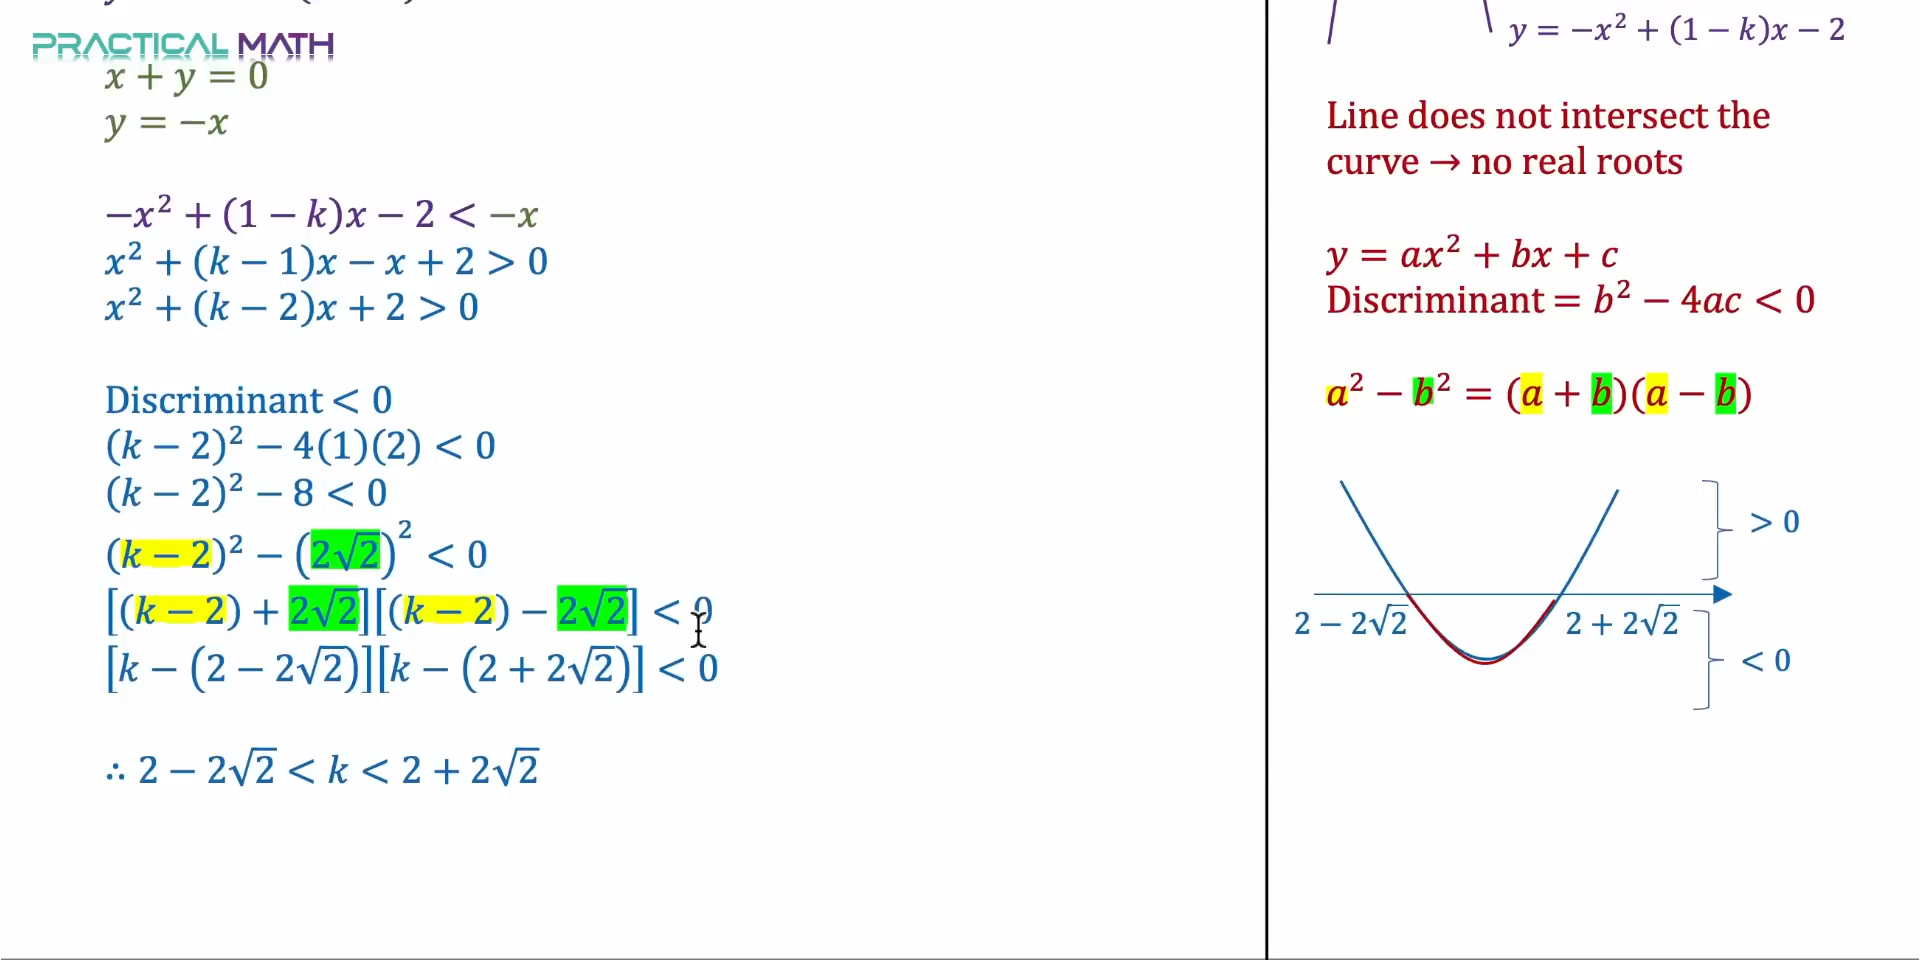 PRACTICAL MATH
x + y = 0
y = −x
−x² + (1 − k)x − 2 < −x
x² + (k − 1)x − x + 2 > 0
x² + (k − 2)x + 2 > 0
Discriminant < 0
(k − 2)² − 4(1)(2) < 0
(k − 2)² − 8 < 0
(k − 2)² − (2√2)² < 0
[(k − 2) + 2√2][(k − 2) − 2√2] < 0
[k − (2 − 2√2)][k − (2 + 2√2)] < 0
∴ 2 − 2√2 < k < 2 + 2√2
y = −x² + (1 − k)x − 2
Line does not intersect the
curve → no real roots
y = ax² + bx + c
Discriminant = b² − 4ac < 0
a² − b² = (a + b)(a − b)
> 0
2 − 2√2
2 + 2√2
< 0